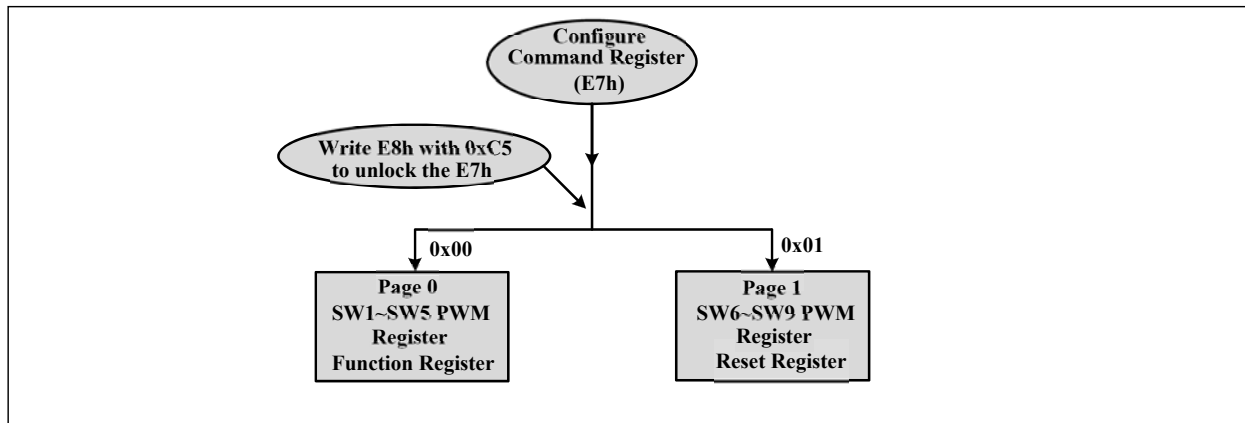 Configure
Command Register
(E7h)
Write E8h with 0xC5
to unlock the E7h
0x00
0x01
Page 0
SW1~SW5 PWM
Register
Function Register
Page 1
SW6~SW9 PWM
Register
Reset Register